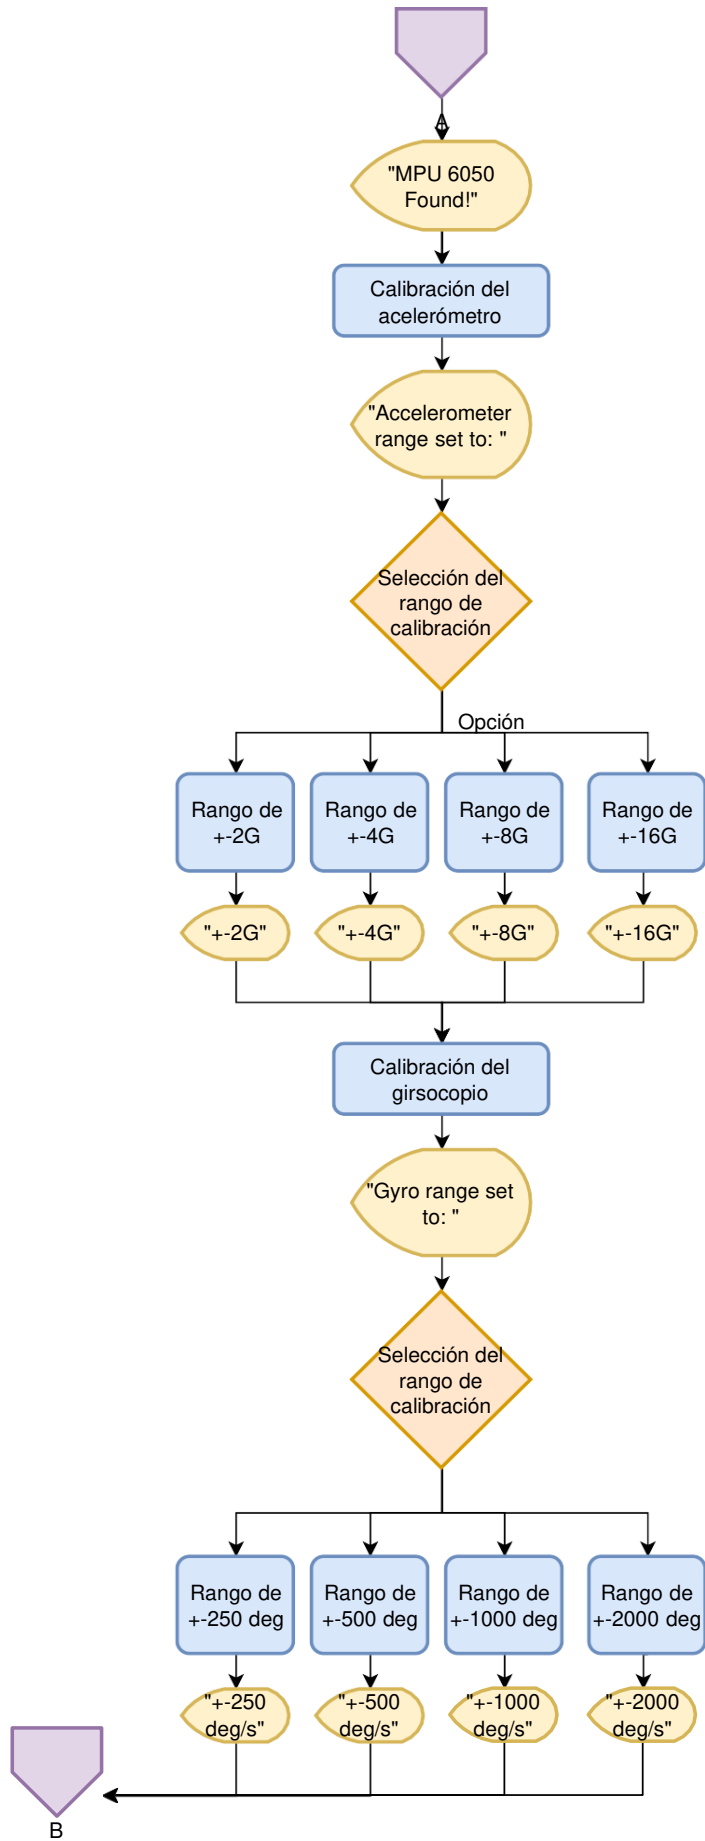 A
"MPU 6050
Found!"
Calibración del
acelerómetro
"Accelerometer
range set to: "
Selección del
rango de
calibración
Opción
Rango de
+-2G
Rango de
+-4G
Rango de
+-8G
Rango de
+-16G
"+-2G"
"+-4G"
"+-8G"
"+-16G"
Calibración del
girsocopio
"Gyro range set
to: "
Selección del
rango de
calibración
Rango de
+-250 deg
Rango de
+-500 deg
Rango de
+-1000 deg
Rango de
+-2000 deg
"+-250
deg/s"
"+-500
deg/s"
"+-1000
deg/s"
"+-2000
deg/s"
B